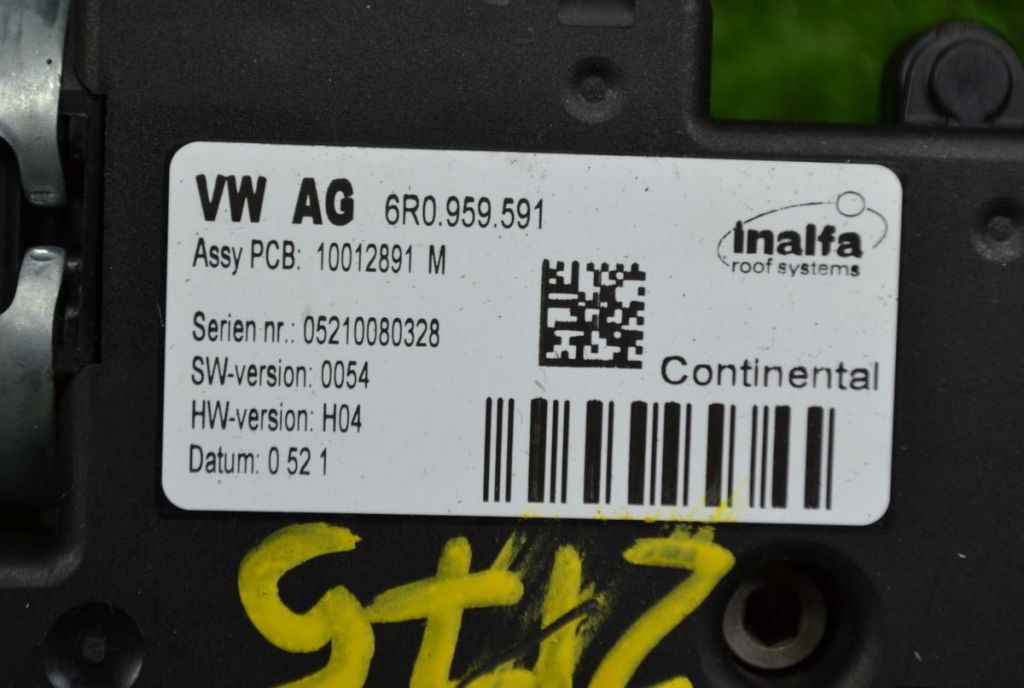 VW AG 6R0.959.591
Assy PCB: 10012891 M
Inalfa
roof systems
Serien nr.: 05210080328
SW-version: 0054
Continental
HW-version: H04
Datum: 0 52 1